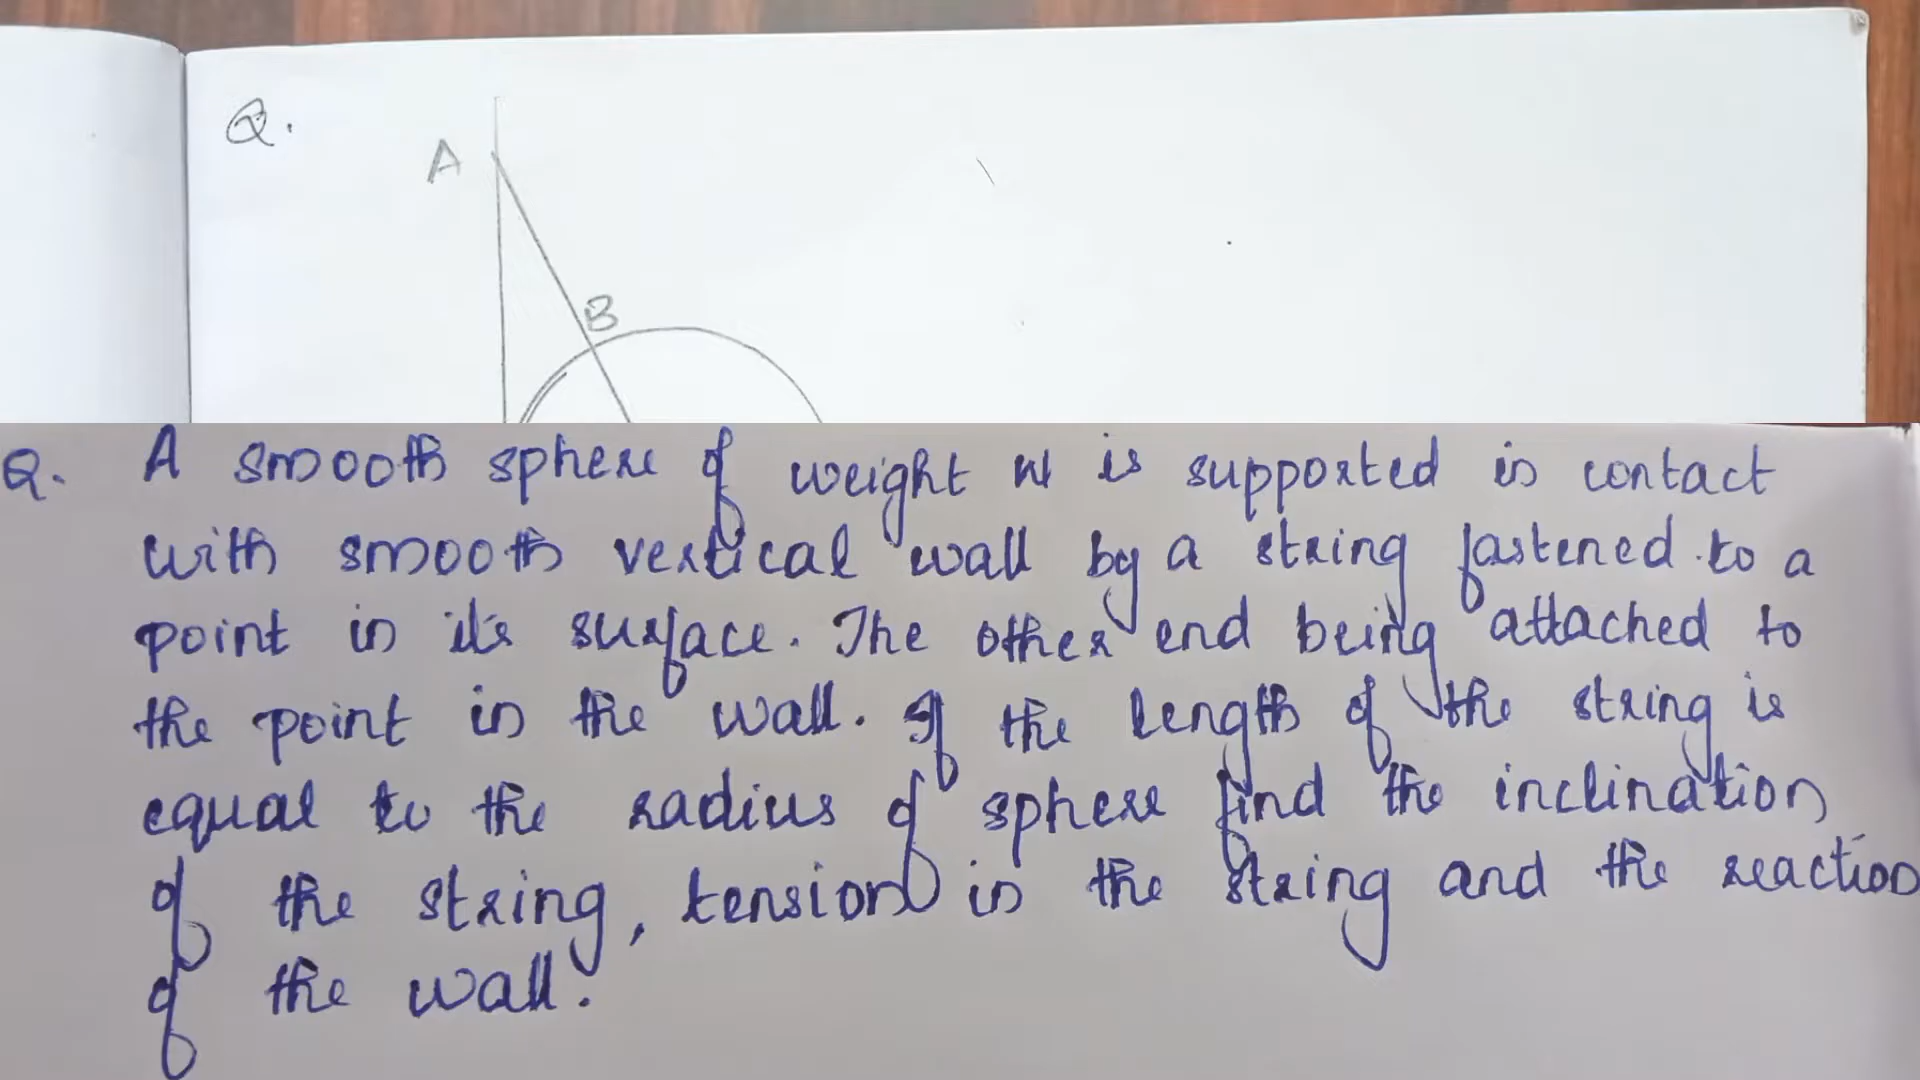 Q.
A
B
Q. A smooth sphere of weight w is supported in contact
with smooth vertical wall by a string fastened to a
point in its surface. The other end being attached to
the point in the wall. If the length of the string is
equal to the radius of sphere find the inclination
of the string, tension in the string and the reaction
of the wall.